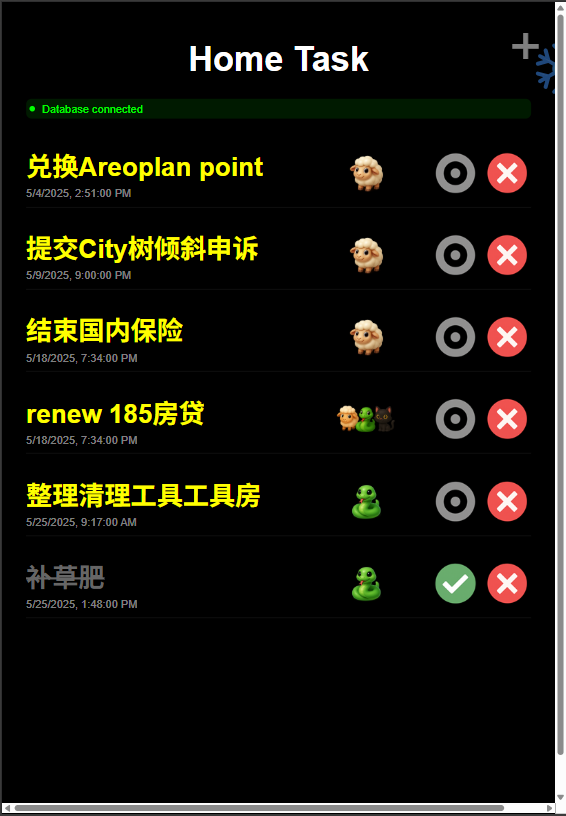 Home Task
Database connected
兑换Areoplan point
5/4/2025, 2:51:00 PM
提交City树倾斜申诉
5/9/2025, 9:00:00 PM
结束国内保险
5/18/2025, 7:34:00 PM
renew 185房贷
5/18/2025, 7:34:00 PM
整理清理工具工具房
5/25/2025, 9:17:00 AM
补草肥
5/25/2025, 1:48:00 PM